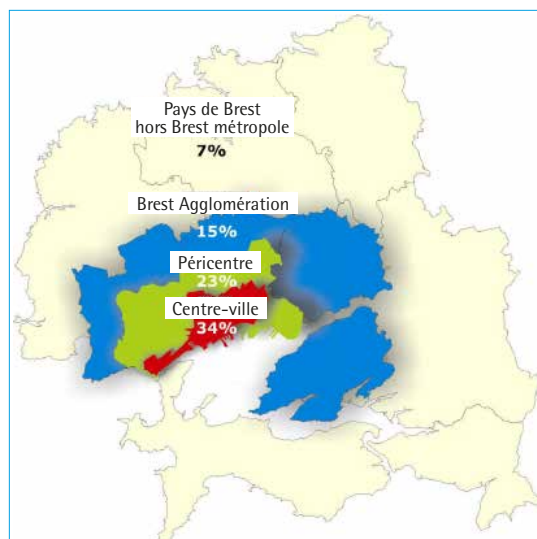 Pays de Brest
hors Brest métropole
7%
Brest Agglomération
15%
Péricentre
23%
Centre-ville
34%